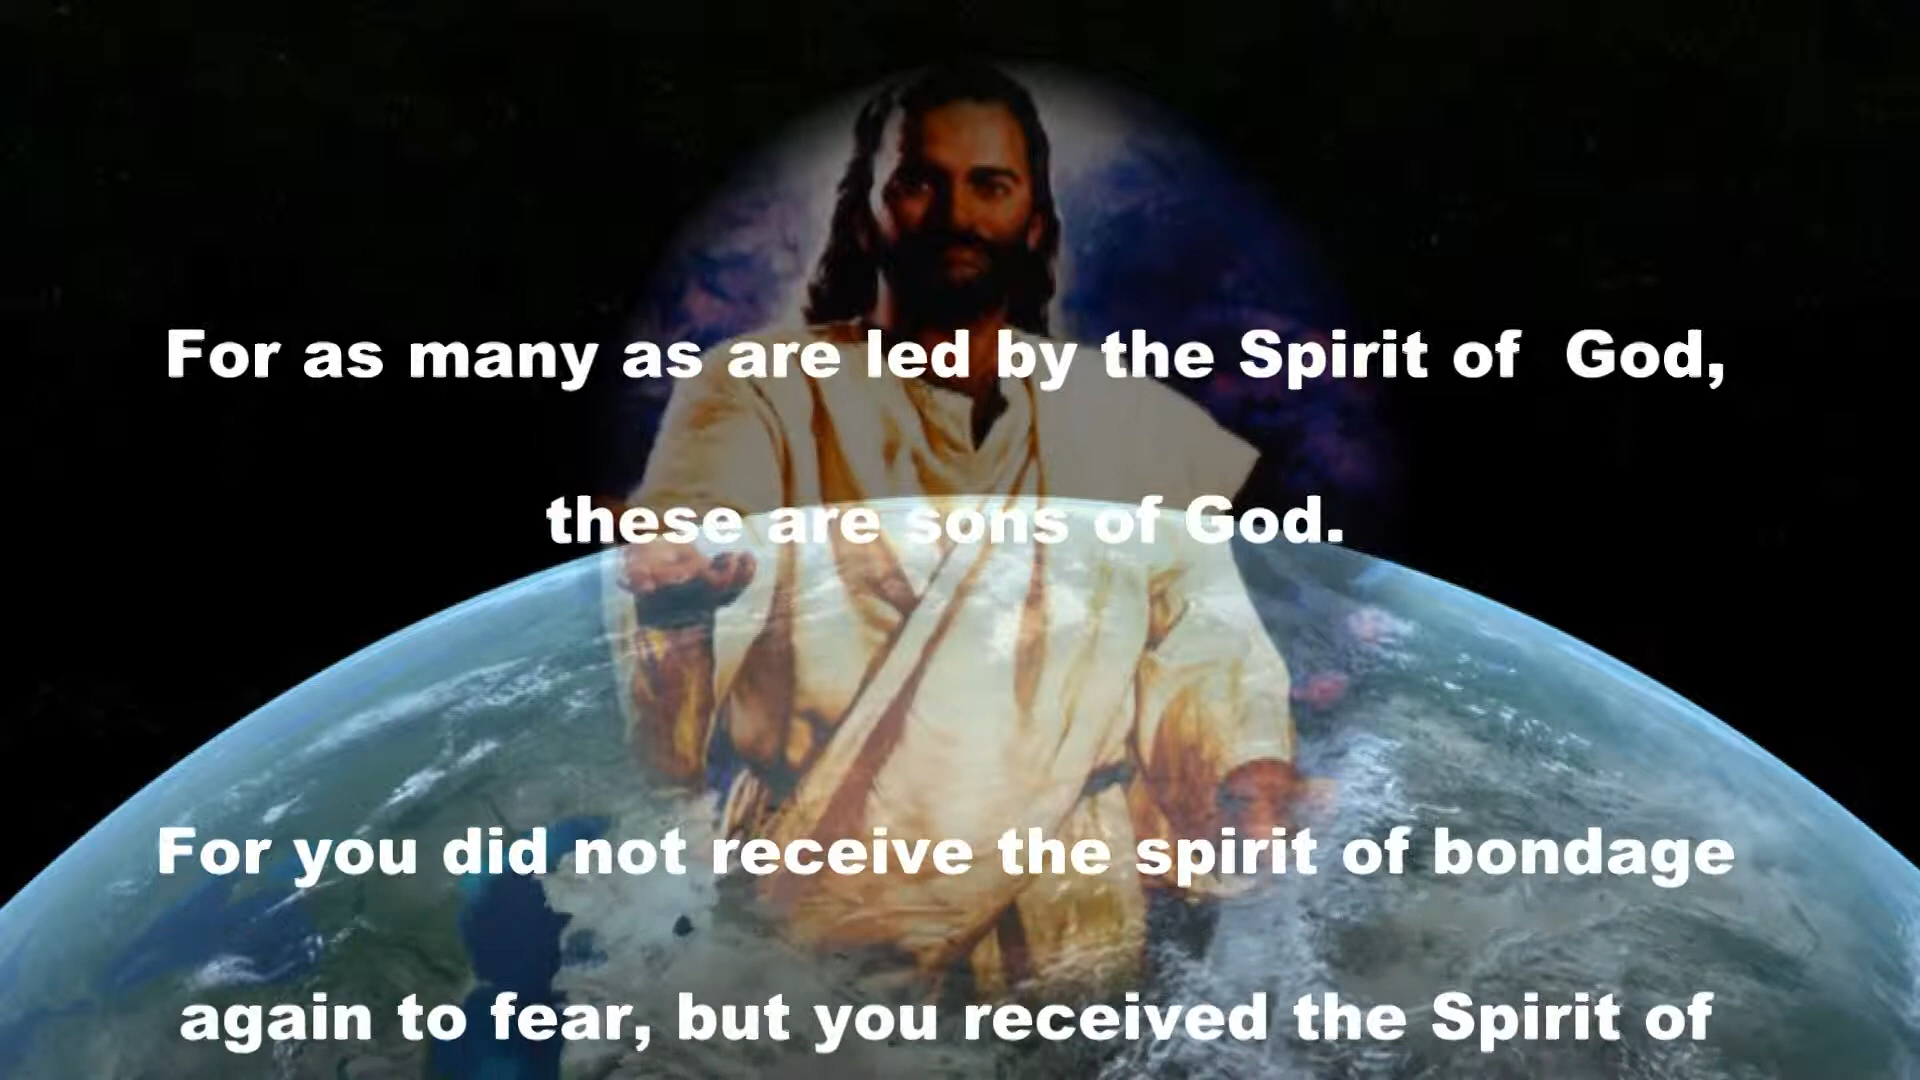 For as many as are led by the Spirit of  God,
these are sons of God.
For you did not receive the spirit of bondage
again to fear, but you received the Spirit of